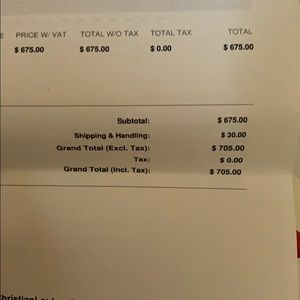 PRICE W/ VAT TOTAL W/O TAX TOTAL TAX TOTAL
$ 675.00 $ 675.00 $ 0.00 $ 675.00
Subtotal: $ 675.00
Shipping & Handling: $ 30.00
Grand Total (Excl. Tax): $ 705.00
Tax: $ 0.00
Grand Total (Incl. Tax): $ 705.00